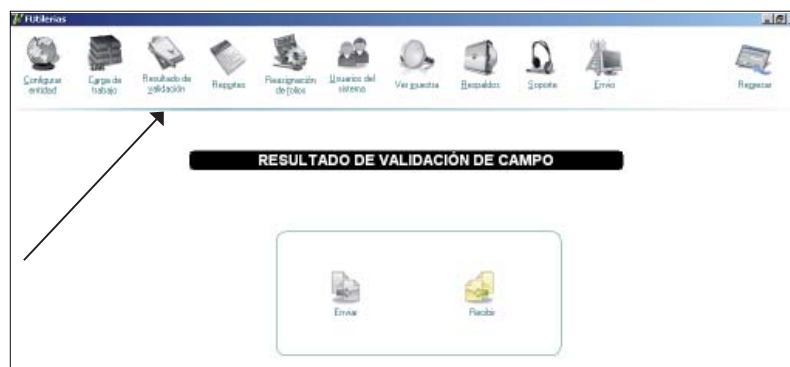 FUtilerias
Configurar entidad
Carga de trabajo
Resultado de validación
Reportes
Reasignación de folios
Usuarios del sistema
Ver muestra
Respaldos
Soporte
Envío
Regresar
RESULTADO DE VALIDACIÓN DE CAMPO
Enviar
Recibir